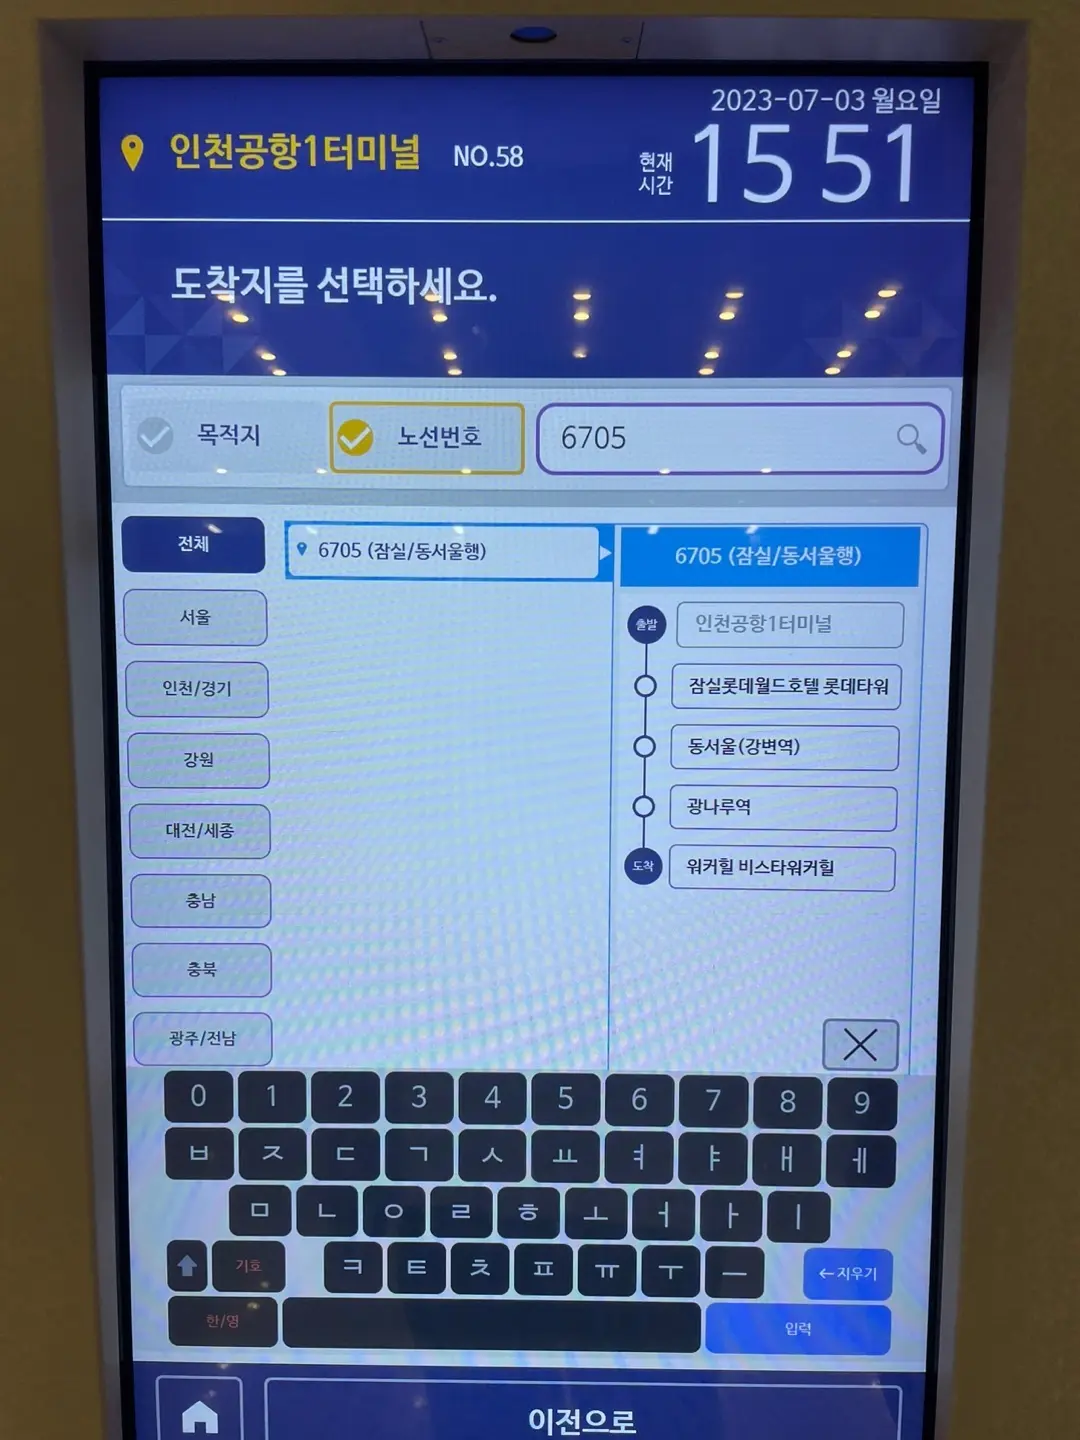 2023-07-03 월요일
인천공항1터미널 NO.58
현재 시간 15 51
도착지를 선택하세요.
목적지 노선번호 6705
전체
서울
인천/경기
강원
대전/세종
충남
충북
광주/전남
6705 (잠실/동서울행)
6705 (잠실/동서울행)
출발 인천공항1터미널
잠실롯데월드호텔 롯데타워
동서울(강변역)
광나루역
도착 워커힐 비스타워커힐
0 1 2 3 4 5 6 7 8 9
ㅂ ㅈ ㄷ ㄱ ㅅ ㅛ ㅕ ㅑ ㅐ ㅔ
ㅁ ㄴ ㅇ ㄹ ㅎ ㅗ ㅓ ㅏ ㅣ
기호 ㅋ ㅌ ㅊ ㅍ ㅠ ㅜ ㅡ ←지우기
한/영 입력
이전으로